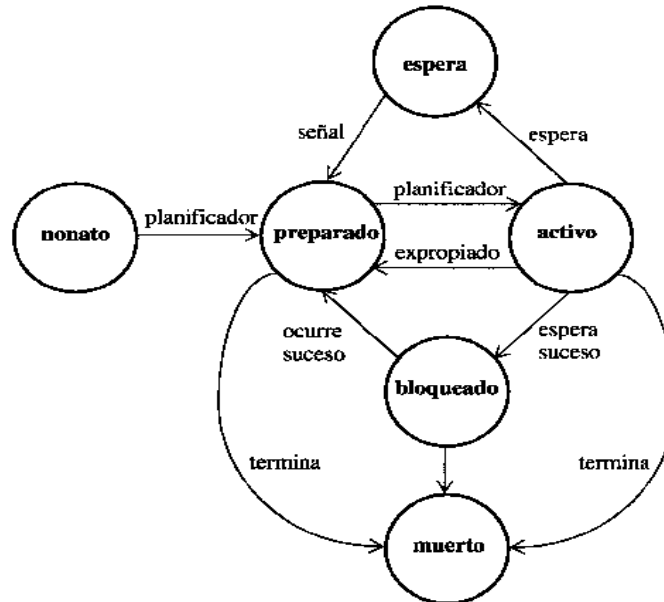 espera
señal
espera
planificador
planificador
nonato
preparado
activo
expropiado
ocurre
suceso
espera
suceso
bloqueado
termina
termina
muerto